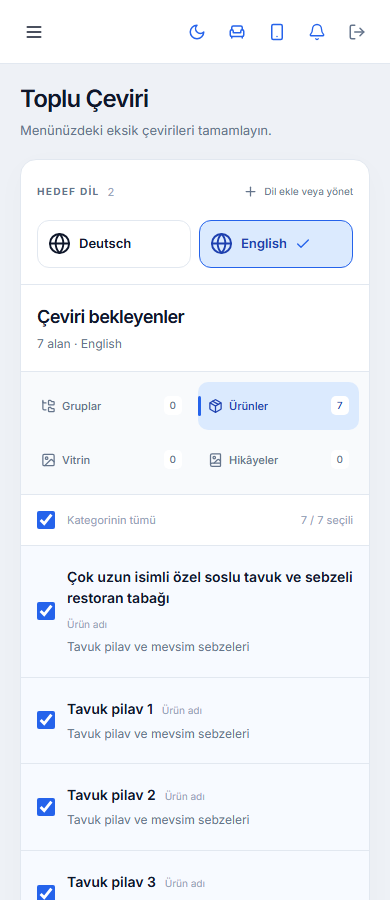 Toplu Çeviri
Menünüzdeki eksik çevirileri tamamlayın.
HEDEF DİL 2
Dil ekle veya yönet
Deutsch
English
Çeviri bekleyenler
7 alan · English
Gruplar 0
Ürünler 7
Vitrin 0
Hikâyeler 0
Kategorinin tümü
7 / 7 seçili
Çok uzun isimli özel soslu tavuk ve sebzeli
restoran tabağı
Ürün adı
Tavuk pilav ve mevsim sebzeleri
Tavuk pilav 1 Ürün adı
Tavuk pilav ve mevsim sebzeleri
Tavuk pilav 2 Ürün adı
Tavuk pilav ve mevsim sebzeleri
Tavuk pilav 3 Ürün adı